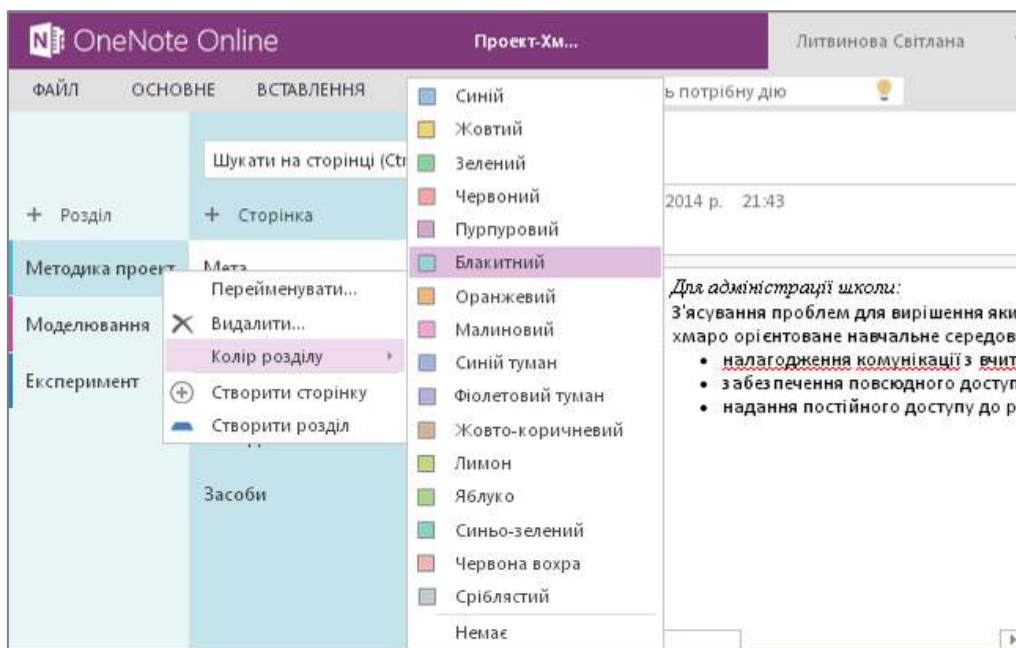 OneNote Online
Проект-Хм...
Литвинова Світлана
ФАЙЛ ОСНОВНЕ ВСТАВЛЕННЯ
ь потрібну дію
Шукати на сторінці (Ctr
+ Розділ
+ Сторінка
Методика проект
Моделювання
Експеримент
Мета
Засоби
Перейменувати...
Видалити...
Колір розділу
Створити сторінку
Створити розділ
Синій
Жовтий
Зелений
Червоний
Пурпуровий
Блакитний
Оранжевий
Малиновий
Синій туман
Фіолетовий туман
Жовто-коричневий
Лимон
Яблуко
Синьо-зелений
Червона вохра
Сріблястий
Немає
2014 р. 21:43
Для адміністрації школи:
З'ясування проблем для вирішення яки
хмаро орієнтоване навчальне середов
• налагодження комунікації з вчит
• забезпечення повсюдного доступ
• надання постійного доступу до р